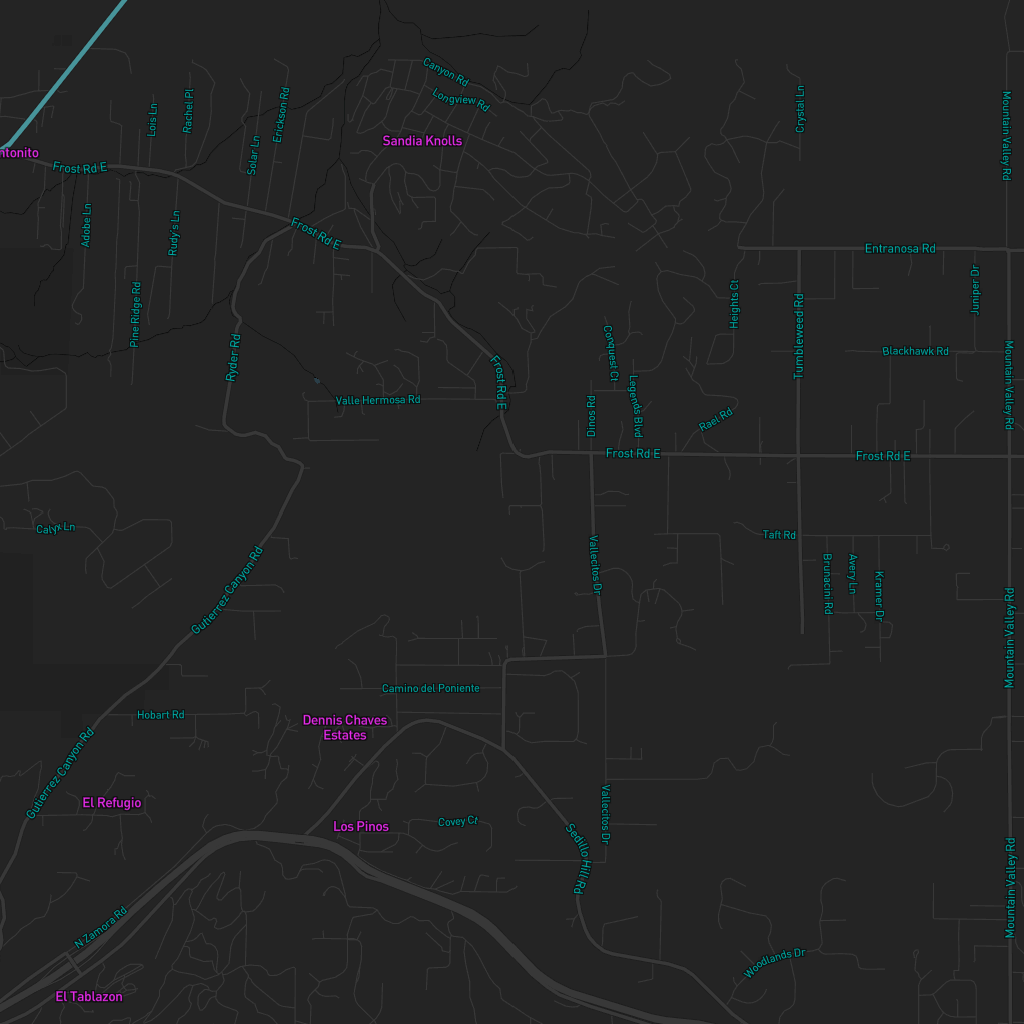 Canyon Rd
Longview Rd
Lois Ln
Rachel Pl
Erickson Rd
Solar Ln
Crystal Ln
Mountain Valley Rd
Sandia Knolls
ntonito
Frost Rd E
Adobe Ln
Rudy's Ln
Frost Rd E
Entranosa Rd
Pine Ridge Rd
Heights Ct
Juniper Dr
Tumbleweed Rd
Ryder Rd
Conquest Ct
Blackhawk Rd
Mountain Valley Rd
Frost Rd E
Valle Hermosa Rd
Legends Blvd
Dinos Rd
Rael Rd
Frost Rd E
Frost Rd E
Calyx Ln
Taft Rd
Vallecitos Dr
Gutierrez Canyon Rd
Brunacini Rd
Avery Ln
Kramer Dr
Mountain Valley Rd
Camino del Poniente
Hobart Rd
Dennis Chaves
Estates
Gutierrez Canyon Rd
El Refugio
Los Pinos
Covey Ct
Vallecitos Dr
Sedillo Hill Rd
Mountain Valley Rd
N Zamora Rd
Woodlands Dr
El Tablazon